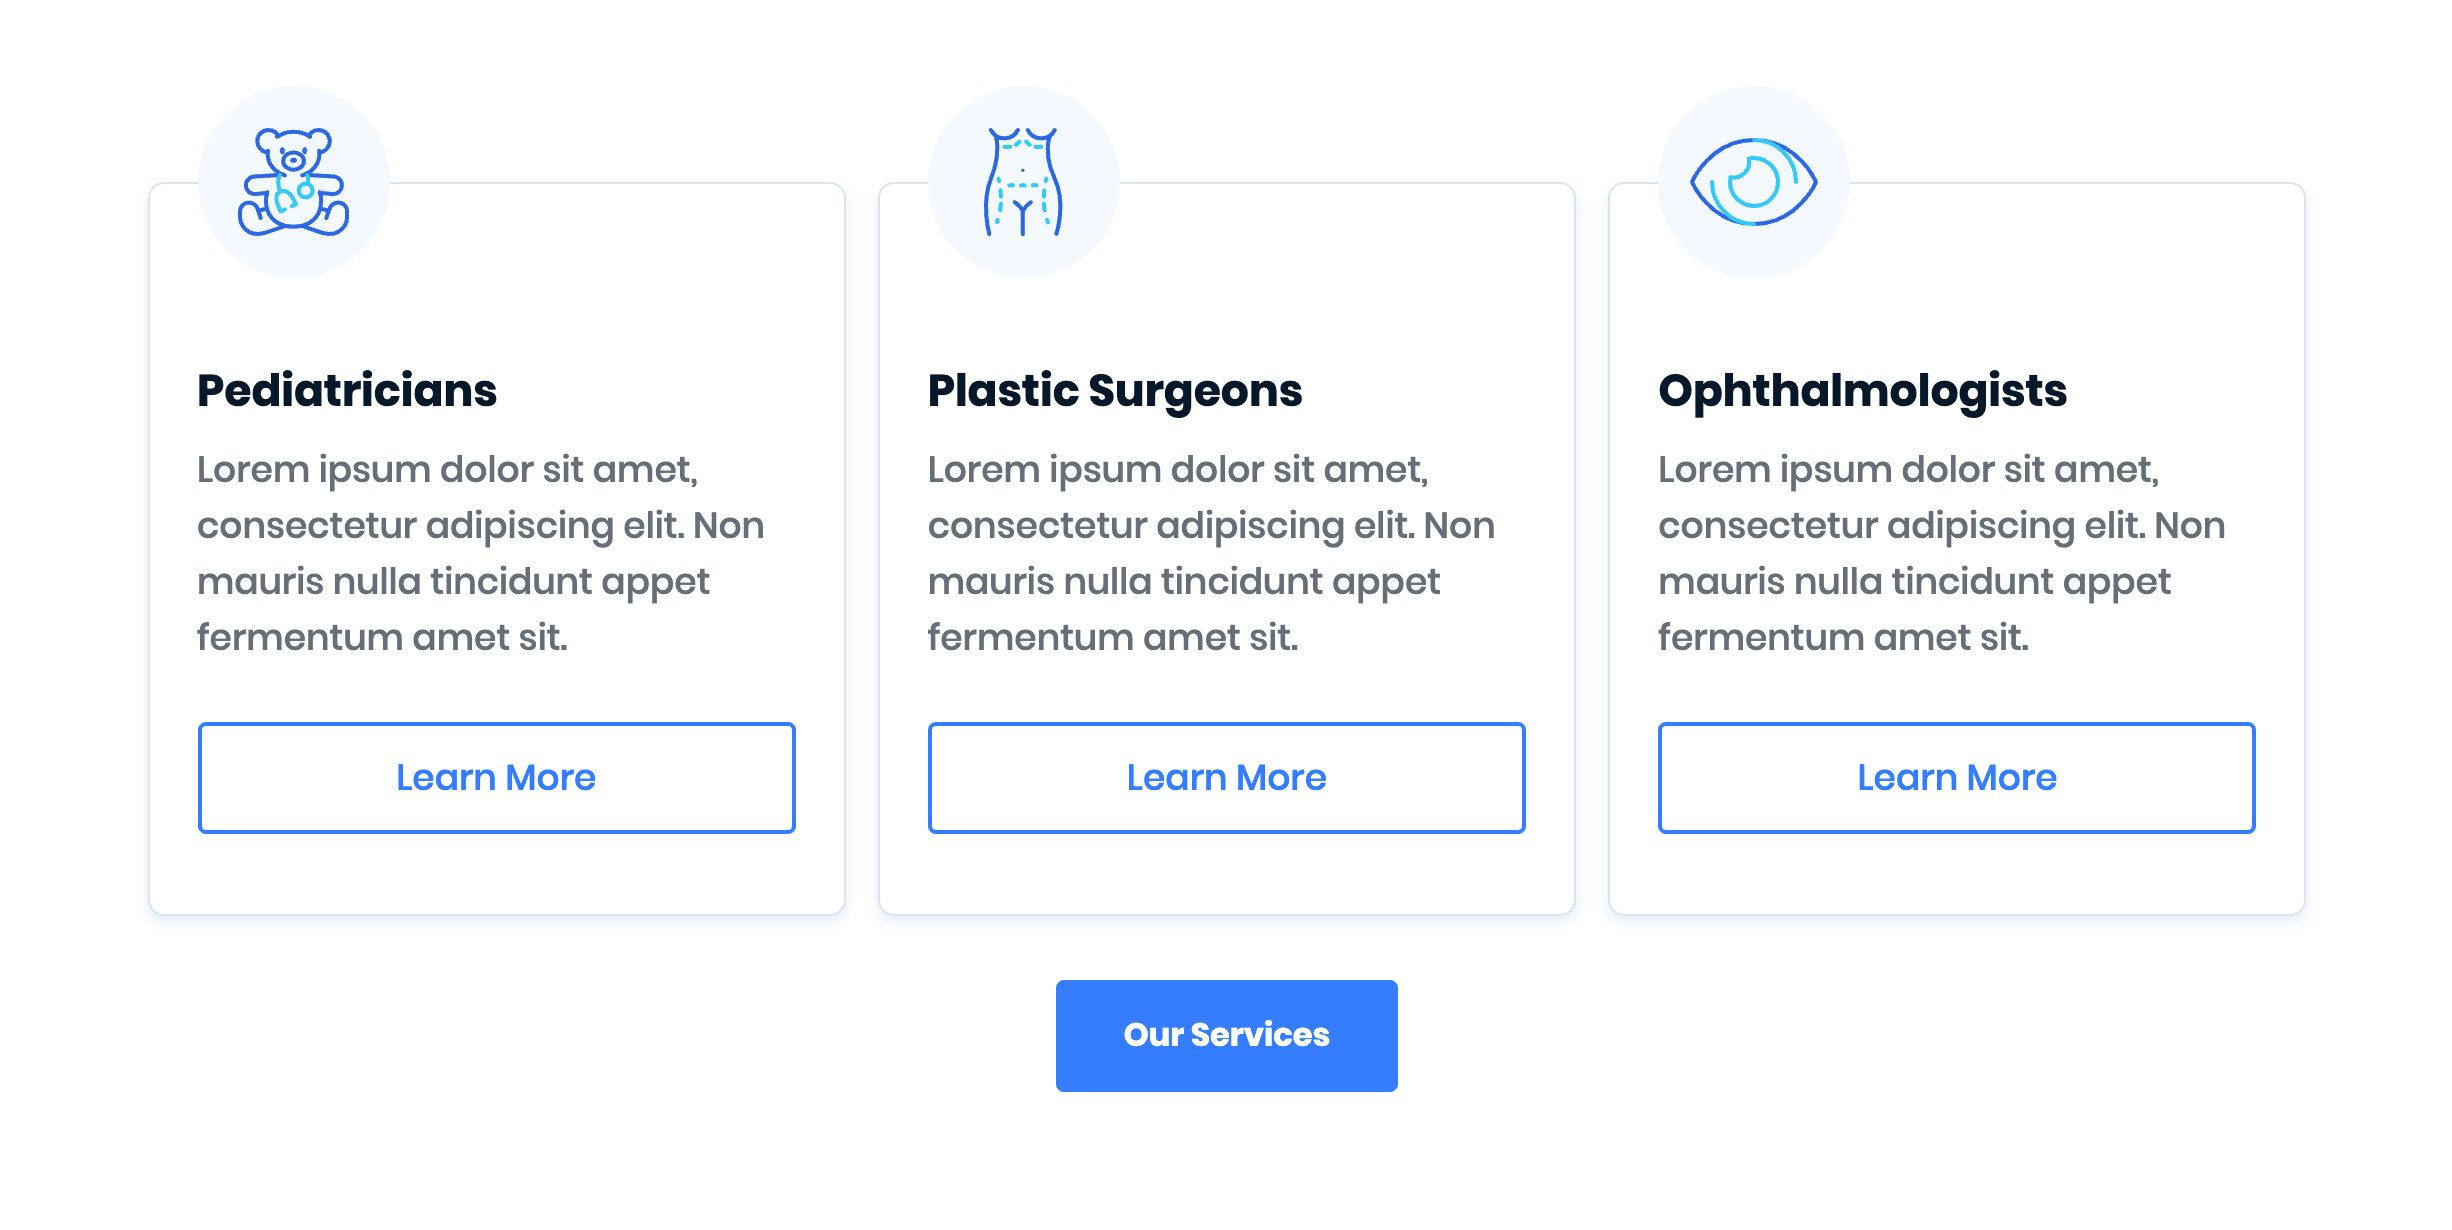 Pediatricians
Lorem ipsum dolor sit amet,
consectetur adipiscing elit. Non
mauris nulla tincidunt appet
fermentum amet sit.
Learn More
Plastic Surgeons
Lorem ipsum dolor sit amet,
consectetur adipiscing elit. Non
mauris nulla tincidunt appet
fermentum amet sit.
Learn More
Ophthalmologists
Lorem ipsum dolor sit amet,
consectetur adipiscing elit. Non
mauris nulla tincidunt appet
fermentum amet sit.
Learn More
Our Services